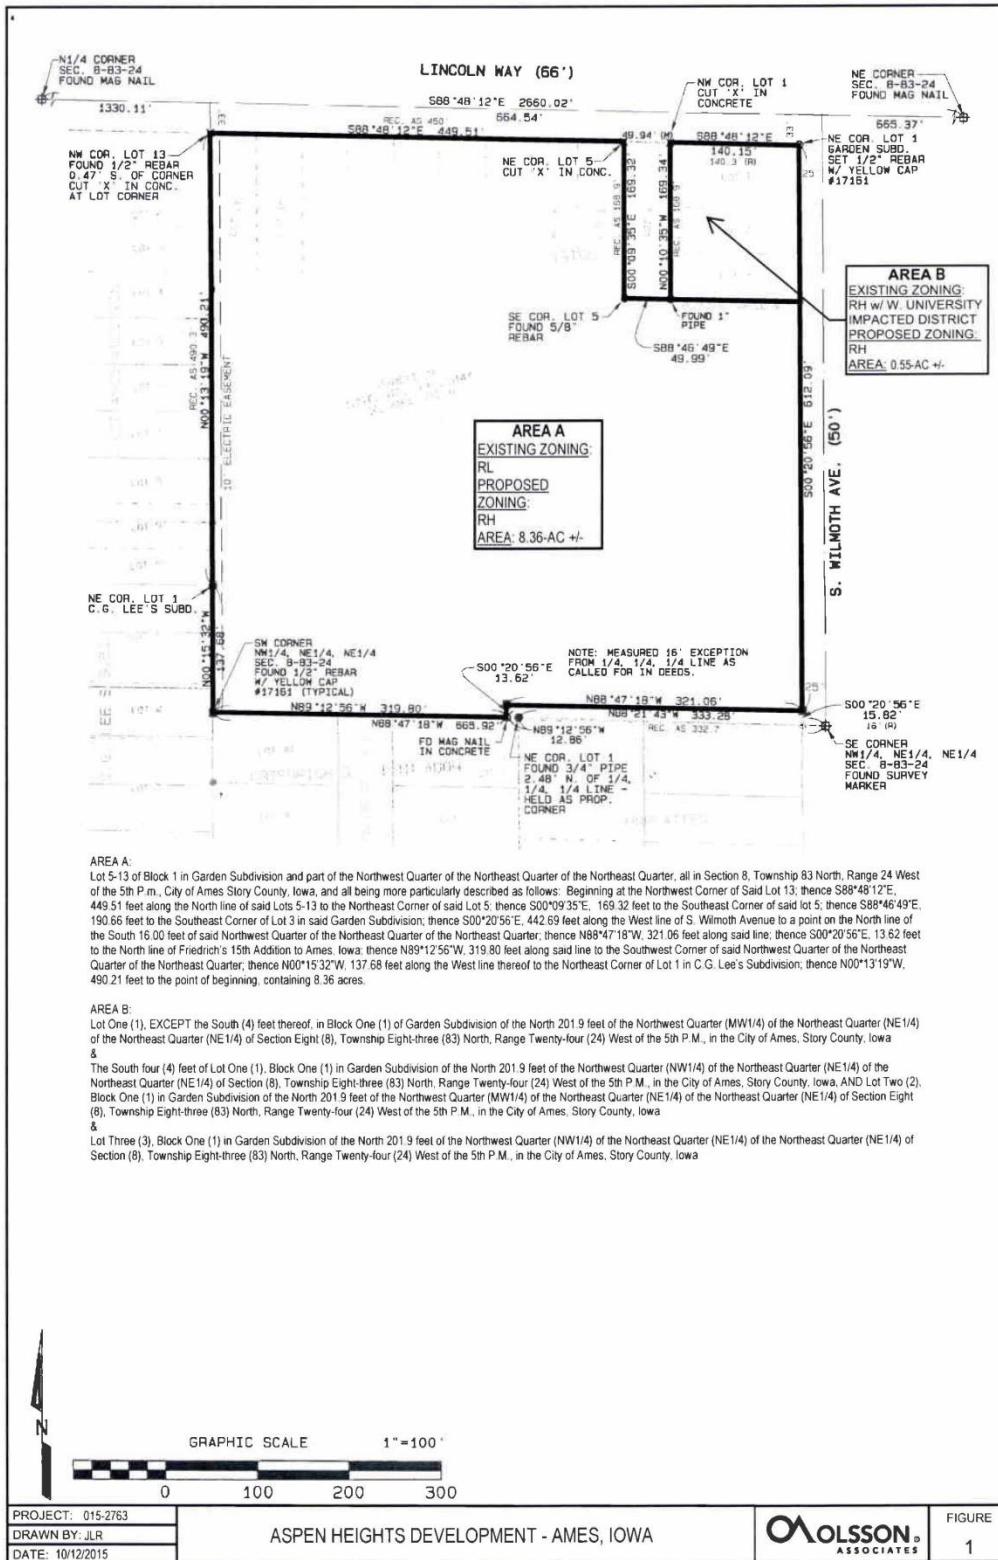 N1/4 CORNER
SEC. 8-83-24
FOUND MAG NAIL
1330.11'
LINCOLN WAY (66')
S88°48'12"E 2660.02'
664.54'
33'
REC. AS 450'
S88°48'12"E 449.51'
NW COR. LOT 1
CUT 'X' IN
CONCRETE
NE CORNER
SEC. 8-83-24
FOUND MAG NAIL
665.37'
49.94' (M)
S88°48'12"E
140.15'
140.3 (R)
33'
25'
NW COR. LOT 13
FOUND 1/2" REBAR
0.47' S. OF CORNER
CUT 'X' IN CONC.
AT LOT CORNER
NE COR. LOT 5
CUT 'X' IN CONC.
NE COR. LOT 1
GARDEN SUBD.
SET 1/2" REBAR
W/ YELLOW CAP
#17161
REC. AS 168.9'
S00°09'35"E 169.32'
N00°10'35"W 169.34'
REC. AS 168.9'
AREA B
EXISTING ZONING:
RH w/ W. UNIVERSITY
IMPACTED DISTRICT
PROPOSED ZONING:
RH
AREA: 0.55-AC +/-
SE COR. LOT 5
FOUND 5/8"
REBAR
FOUND 1"
PIPE
S88°46'49"E
49.99'
REC. AS 490.3
N00°13'19"W 490.21'
10' ELECTRIC EASEMENT
AREA A
EXISTING ZONING:
RL
PROPOSED
ZONING:
RH
AREA: 8.36-AC +/-
S00°20'56"E 612.09'
S. WILMOTH AVE. (50')
NE COR. LOT 1
C.G. LEE'S SUBD.
N00°15'32"W
137.68'
SW CORNER
NW1/4, NE1/4, NE1/4
SEC. 8-83-24
FOUND 1/2" REBAR
W/ YELLOW CAP
#17161 (TYPICAL)
S00°20'56"E
13.62'
NOTE: MEASURED 16' EXCEPTION
FROM 1/4, 1/4, 1/4 LINE AS
CALLED FOR IN DEEDS.
N89°12'56"W 319.80'
N88°47'18"W 665.92'
N88°47'18"W 321.06'
N88°21'43"W 333.28'
REC. AS 332.7
25'
S00°20'56"E
15.82'
16' (R)
FD MAG NAIL
IN CONCRETE
N89°12'56"W
12.86'
NE COR. LOT 1
FOUND 3/4" PIPE
2.48' N. OF 1/4,
1/4, 1/4 LINE -
HELD AS PROP.
CORNER
SE CORNER
NW1/4, NE1/4, NE1/4
SEC. 8-83-24
FOUND SURVEY
MARKER
AREA A:
Lot 5-13 of Block 1 in Garden Subdivision and part of the Northwest Quarter of the Northeast Quarter of the Northeast Quarter, all in Section 8, Township 83 North, Range 24 West
of the 5th P.m., City of Ames Story County, Iowa, and all being more particularly described as follows: Beginning at the Northwest Corner of Said Lot 13; thence S88°48'12"E,
449.51 feet along the North line of said Lots 5-13 to the Northeast Corner of said Lot 5; thence S00°09'35"E, 169.32 feet to the Southeast Corner of said lot 5; thence S88°46'49"E,
190.66 feet to the Southeast Corner of Lot 3 in said Garden Subdivision; thence S00°20'56"E, 442.69 feet along the West line of S. Wilmoth Avenue to a point on the North line of
the South 16.00 feet of said Northwest Quarter of the Northeast Quarter of the Northeast Quarter; thence N88°47'18"W, 321.06 feet along said line; thence S00°20'56"E, 13.62 feet
to the North line of Friedrich's 15th Addition to Ames, Iowa; thence N89°12'56"W, 319.80 feet along said line to the Southwest Corner of said Northwest Quarter of the Northeast
Quarter of the Northeast Quarter; thence N00°15'32"W, 137.68 feet along the West line thereof to the Northeast Corner of Lot 1 in C.G. Lee's Subdivision; thence N00°13'19"W,
490.21 feet to the point of beginning, containing 8.36 acres.
AREA B:
Lot One (1), EXCEPT the South (4) feet thereof, in Block One (1) of Garden Subdivision of the North 201.9 feet of the Northwest Quarter (MW1/4) of the Northeast Quarter (NE1/4)
of the Northeast Quarter (NE1/4) of Section Eight (8), Township Eight-three (83) North, Range Twenty-four (24) West of the 5th P.M., in the City of Ames, Story County, Iowa
&
The South four (4) feet of Lot One (1), Block One (1) in Garden Subdivision of the North 201.9 feet of the Northwest Quarter (NW1/4) of the Northeast Quarter (NE1/4) of the
Northeast Quarter (NE1/4) of Section (8), Township Eight-three (83) North, Range Twenty-four (24) West of the 5th P.M., in the City of Ames, Story County, Iowa, AND Lot Two (2),
Block One (1) in Garden Subdivision of the North 201.9 feet of the Northwest Quarter (MW1/4) of the Northeast Quarter (NE1/4) of the Northeast Quarter (NE1/4) of Section Eight
(8), Township Eight-three (83) North, Range Twenty-four (24) West of the 5th P.M., in the City of Ames, Story County, Iowa
&
Lot Three (3), Block One (1) in Garden Subdivision of the North 201.9 feet of the Northwest Quarter (NW1/4) of the Northeast Quarter (NE1/4) of the Northeast Quarter (NE1/4) of
Section (8), Township Eight-three (83) North, Range Twenty-four (24) West of the 5th P.M., in the City of Ames, Story County, Iowa
N
GRAPHIC SCALE 1"=100'
0 100 200 300
PROJECT: 015-2763
DRAWN BY: JLR
DATE: 10/12/2015
ASPEN HEIGHTS DEVELOPMENT - AMES, IOWA
OLSSON®
ASSOCIATES
FIGURE
1